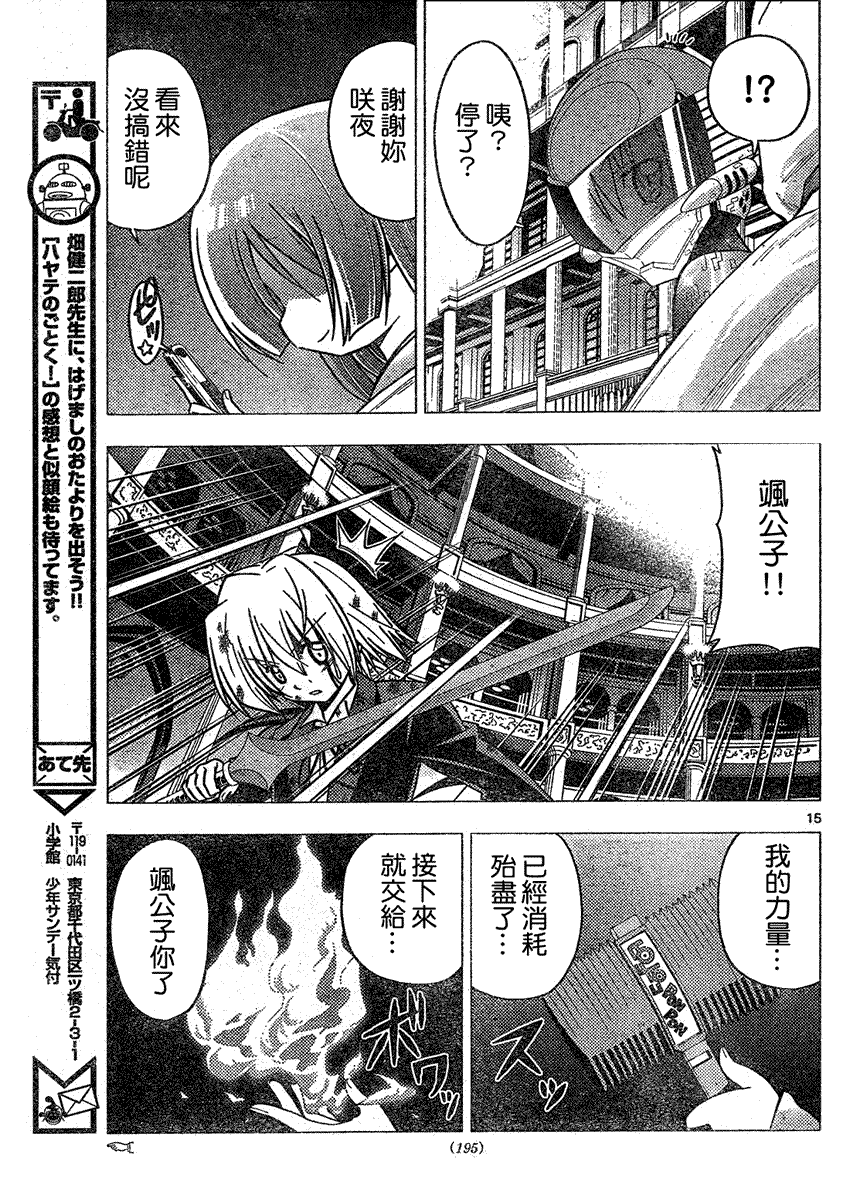 !?
咦?
停了?
謝謝妳
咲夜
看來
沒搞錯呢
ピッ☆
颯公子!!
15
我的力量…
已經消耗
殆盡了…
スッ
接下來
就交給…
颯公子你了
ボワッ
(195)
〒
畑健二郎先生に、はげましのおたよりを出そう!!
【ハヤテのごとく!】の感想と似顔絵も待ってます。
あて先
〒119-0141 東京都千代田区一ツ橋2-3-1
小学館 少年サンデー気付